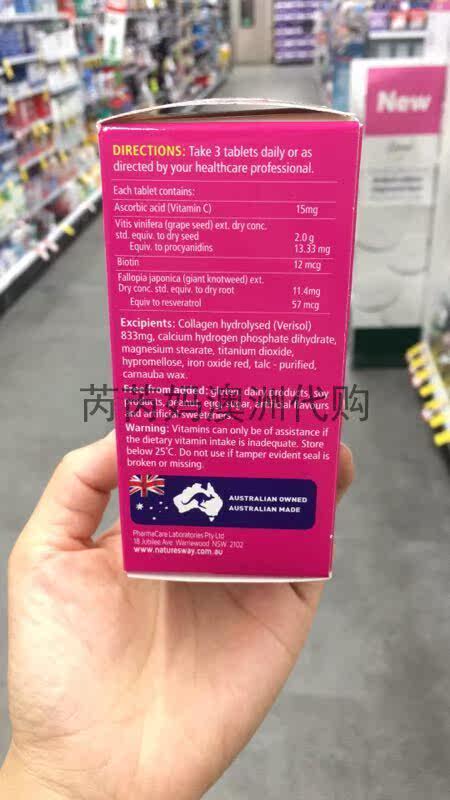 New
DIRECTIONS: Take 3 tablets daily or as
directed by your healthcare professional.
Each tablet contains:
Ascorbic acid (Vitamin C) 15mg
Vitis vinifera (grape seed) ext. dry conc.
std. equiv. to dry seed 2.0 g
Equiv. to procyanidins 13.33 mg
Biotin 12 mcg
Fallopia japonica (giant knotweed) ext.
Dry conc. std. equiv. to dry root 11.4mg
Equiv to resveratrol 57 mcg
Excipients: Collagen hydrolysed (Verisol)
833mg, calcium hydrogen phosphate dihydrate,
magnesium stearate, titanium dioxide,
hypromellose, iron oxide red, talc - purified,
carnauba wax.
Free from added: gluten, dairy products, soy
products, peanut, egg, sugar, artificial flavours
and artificial sweeteners.
芮芮妈澳洲代购
Warning: Vitamins can only be of assistance if
the dietary vitamin intake is inadequate. Store
below 25°C. Do not use if tamper evident seal is
broken or missing.
AUSTRALIAN OWNED
AUSTRALIAN MADE
PharmaCare Laboratories Pty Ltd
18 Jubilee Ave Warriewood NSW 2102
www.naturesway.com.au